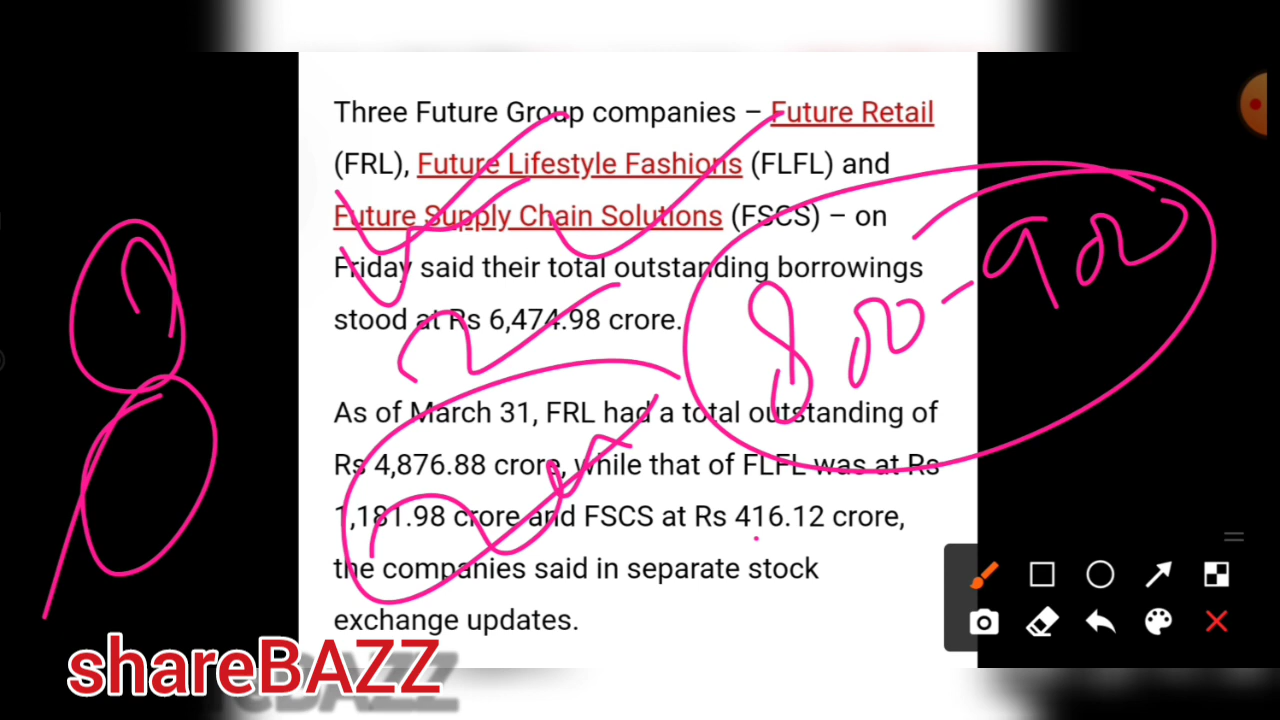 Three Future Group companies – Future Retail
(FRL), Future Lifestyle Fashions (FLFL) and
Future Supply Chain Solutions (FSCS) – on
Friday said their total outstanding borrowings
stood at Rs 6,474.98 crore.
800-900
As of March 31, FRL had a total outstanding of
Rs 4,876.88 crore, while that of FLFL was at Rs
1,181.98 crore and FSCS at Rs 416.12 crore,
the companies said in separate stock
exchange updates.
shareBAZZ